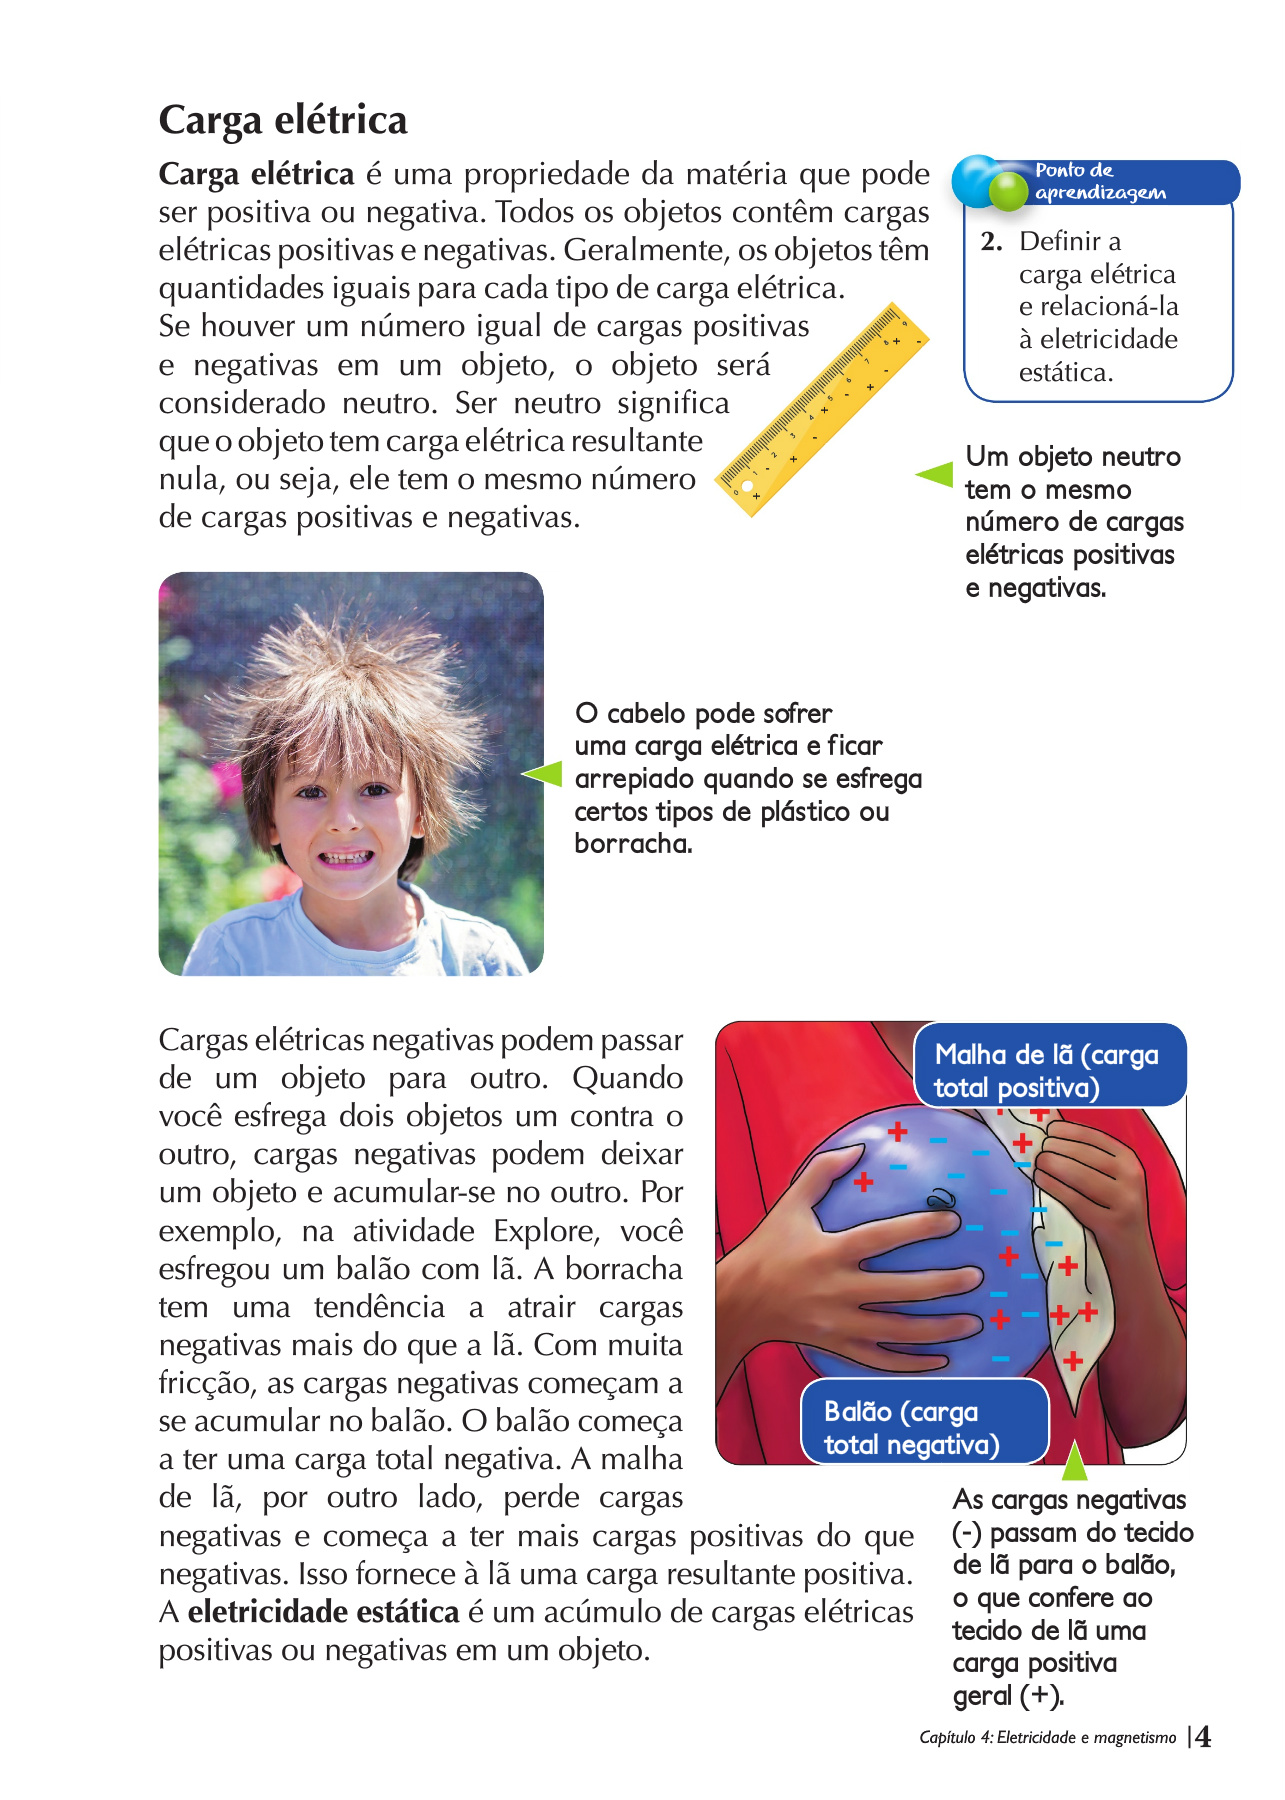 Carga elétrica
Carga elétrica é uma propriedade da matéria que pode
ser positiva ou negativa. Todos os objetos contêm cargas
elétricas positivas e negativas. Geralmente, os objetos têm
quantidades iguais para cada tipo de carga elétrica.
Se houver um número igual de cargas positivas
e negativas em um objeto, o objeto será
considerado neutro. Ser neutro significa
que o objeto tem carga elétrica resultante
nula, ou seja, ele tem o mesmo número
de cargas positivas e negativas.
Ponto de
aprendizagem
2. Definir a
carga elétrica
e relacioná-la
à eletricidade
estática.
0 1 2 3 4 5 6 7 8 9
+ - + - + - + - + -
Um objeto neutro
tem o mesmo
número de cargas
elétricas positivas
e negativas.
O cabelo pode sofrer
uma carga elétrica e ficar
arrepiado quando se esfrega
certos tipos de plástico ou
borracha.
Cargas elétricas negativas podem passar
de um objeto para outro. Quando
você esfrega dois objetos um contra o
outro, cargas negativas podem deixar
um objeto e acumular-se no outro. Por
exemplo, na atividade Explore, você
esfregou um balão com lã. A borracha
tem uma tendência a atrair cargas
negativas mais do que a lã. Com muita
fricção, as cargas negativas começam a
se acumular no balão. O balão começa
a ter uma carga total negativa. A malha
de lã, por outro lado, perde cargas
negativas e começa a ter mais cargas positivas do que
negativas. Isso fornece à lã uma carga resultante positiva.
A eletricidade estática é um acúmulo de cargas elétricas
positivas ou negativas em um objeto.
Malha de lã (carga
total positiva)
Balão (carga
total negativa)
As cargas negativas
(-) passam do tecido
de lã para o balão,
o que confere ao
tecido de lã uma
carga positiva
geral (+).
Capítulo 4: Eletricidade e magnetismo |4